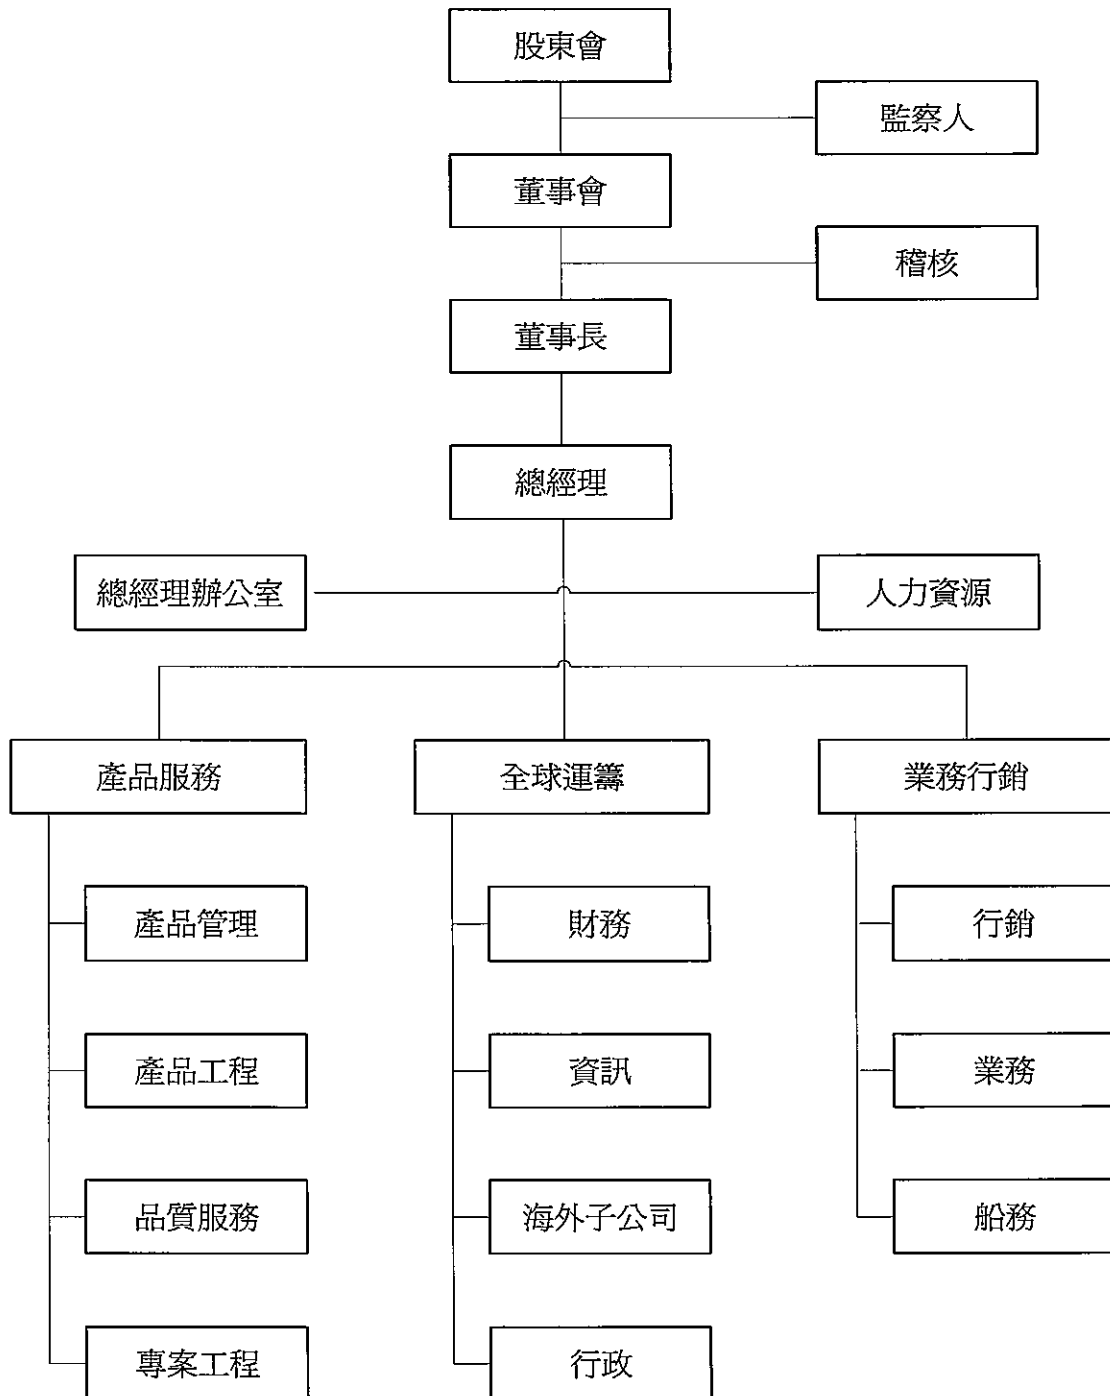 股東會
監察人
董事會
稽核
董事長
總經理
總經理辦公室
人力資源
產品服務
全球運籌
業務行銷
產品管理
財務
行銷
產品工程
資訊
業務
品質服務
海外子公司
船務
專案工程
行政